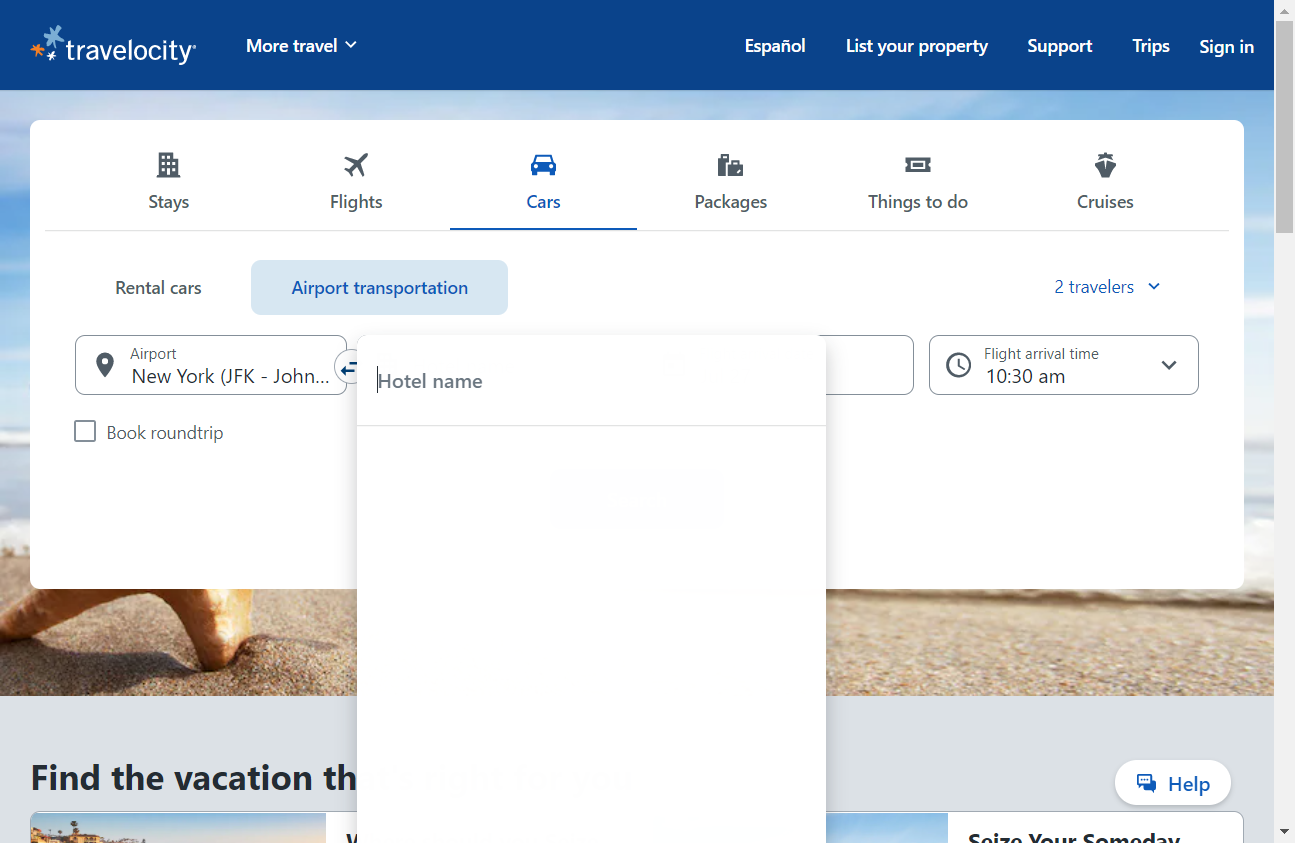 travelocity
More travel
Español
List your property
Support
Trips
Sign in
Stays
Flights
Cars
Packages
Things to do
Cruises
Rental cars
Airport transportation
2 travelers
Airport
New York (JFK - John...
Hotel name
Flight arrival time
10:30 am
Book roundtrip
Find the vacation
Help
Seize Your Someday